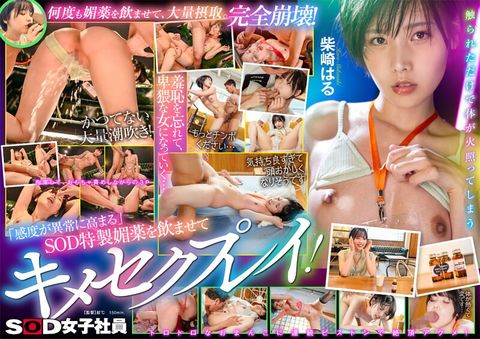 何度も媚薬を飲ませて、大量摂取。完全崩壊!
柴崎はる
触られただけで体が火照ってしまう
かつてない
大量潮吹き!
羞恥を忘れて、
卑猥な女になっていく…
もっとチンポ
ください…
気持ち良すぎて
頭おかしく
なりそうです
「感度が異常に高まる」
SOD特製媚薬を飲ませて
キメセクプレイ!
SOD女子社員
150min.